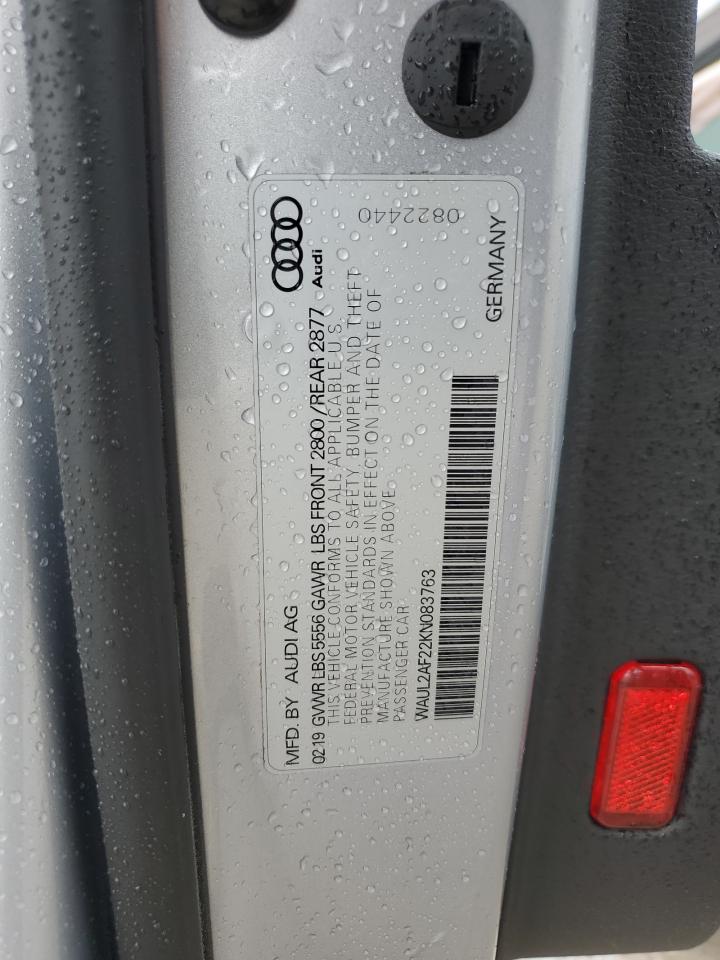 MFD. BY AUDI AG
Audi
02.19 GVWR LBS 5556 GAWR LBS FRONT 2800 /REAR 2877
THIS VEHICLE CONFORMS TO ALL APPLICABLE U.S.
FEDERAL MOTOR VEHICLE SAFETY, BUMPER AND THEFT
PREVENTION STANDARDS IN EFFECT ON THE DATE OF
MANUFACTURE SHOWN ABOVE
PASSENGER CAR
WAUL2AF22KN083763
GERMANY
0822440